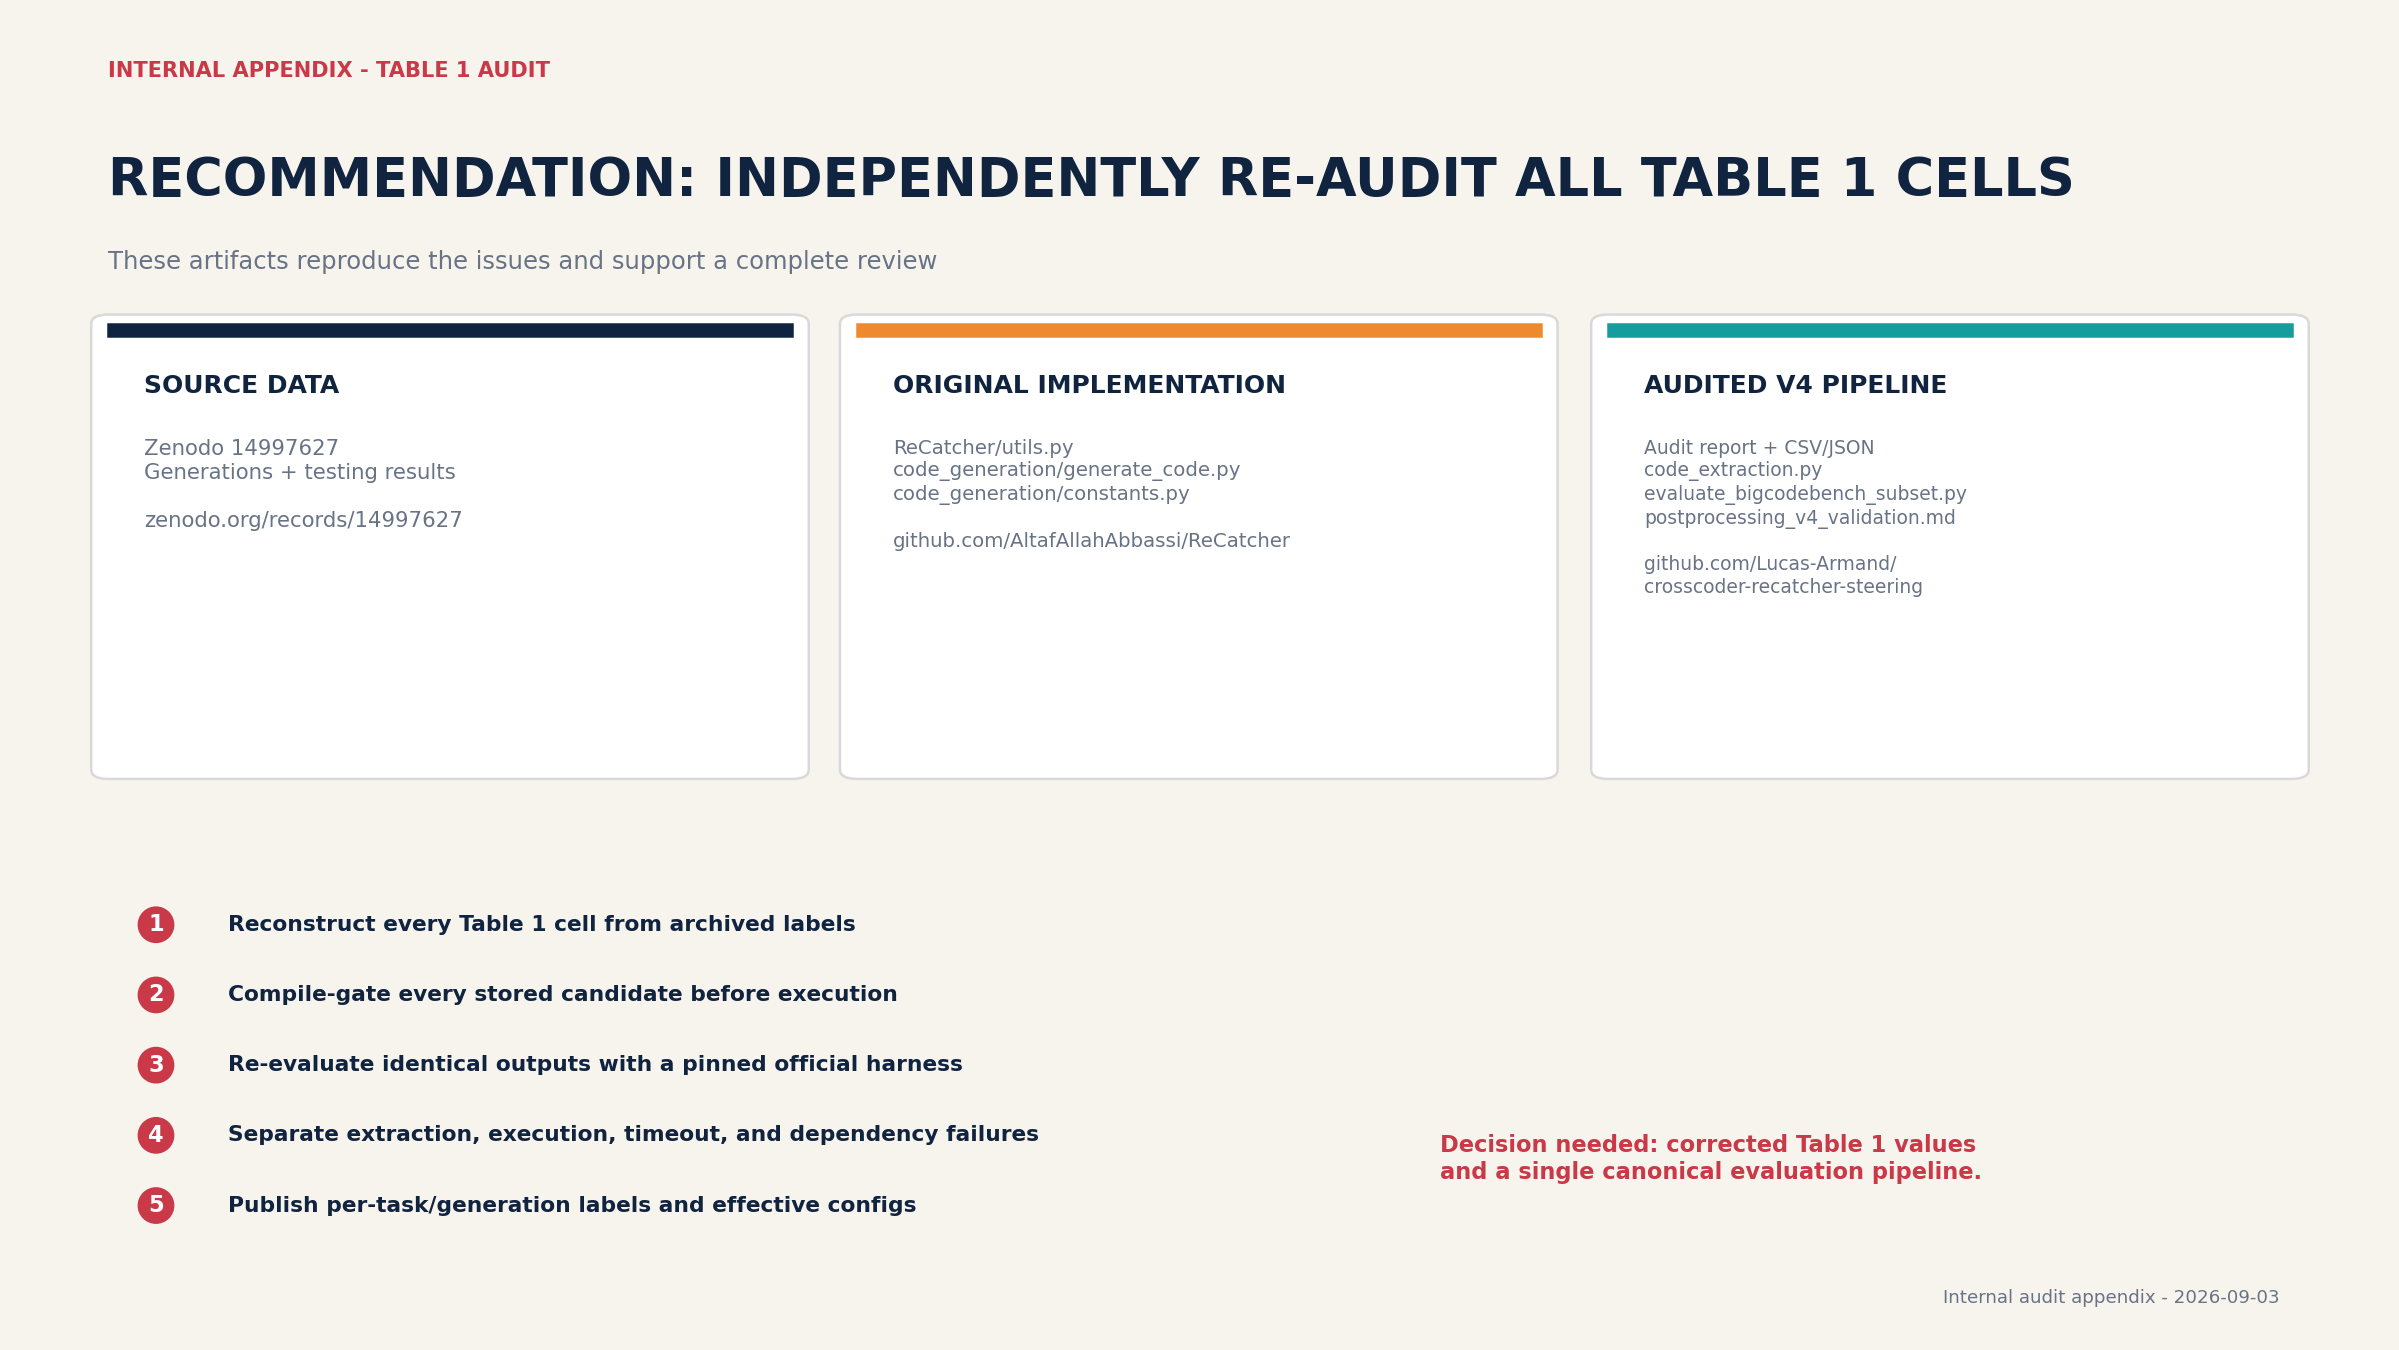 INTERNAL APPENDIX - TABLE 1 AUDIT
RECOMMENDATION: INDEPENDENTLY RE-AUDIT ALL TABLE 1 CELLS
These artifacts reproduce the issues and support a complete review
SOURCE DATA
Zenodo 14997627
Generations + testing results
zenodo.org/records/14997627
ORIGINAL IMPLEMENTATION
ReCatcher/utils.py
code_generation/generate_code.py
code_generation/constants.py
github.com/AltafAllahAbbassi/ReCatcher
AUDITED V4 PIPELINE
Audit report + CSV/JSON
code_extraction.py
evaluate_bigcodebench_subset.py
postprocessing_v4_validation.md
github.com/Lucas-Armand/
crosscoder-recatcher-steering
1 Reconstruct every Table 1 cell from archived labels
2 Compile-gate every stored candidate before execution
3 Re-evaluate identical outputs with a pinned official harness
4 Separate extraction, execution, timeout, and dependency failures
5 Publish per-task/generation labels and effective configs
Decision needed: corrected Table 1 values
and a single canonical evaluation pipeline.
Internal audit appendix - 2026-09-03